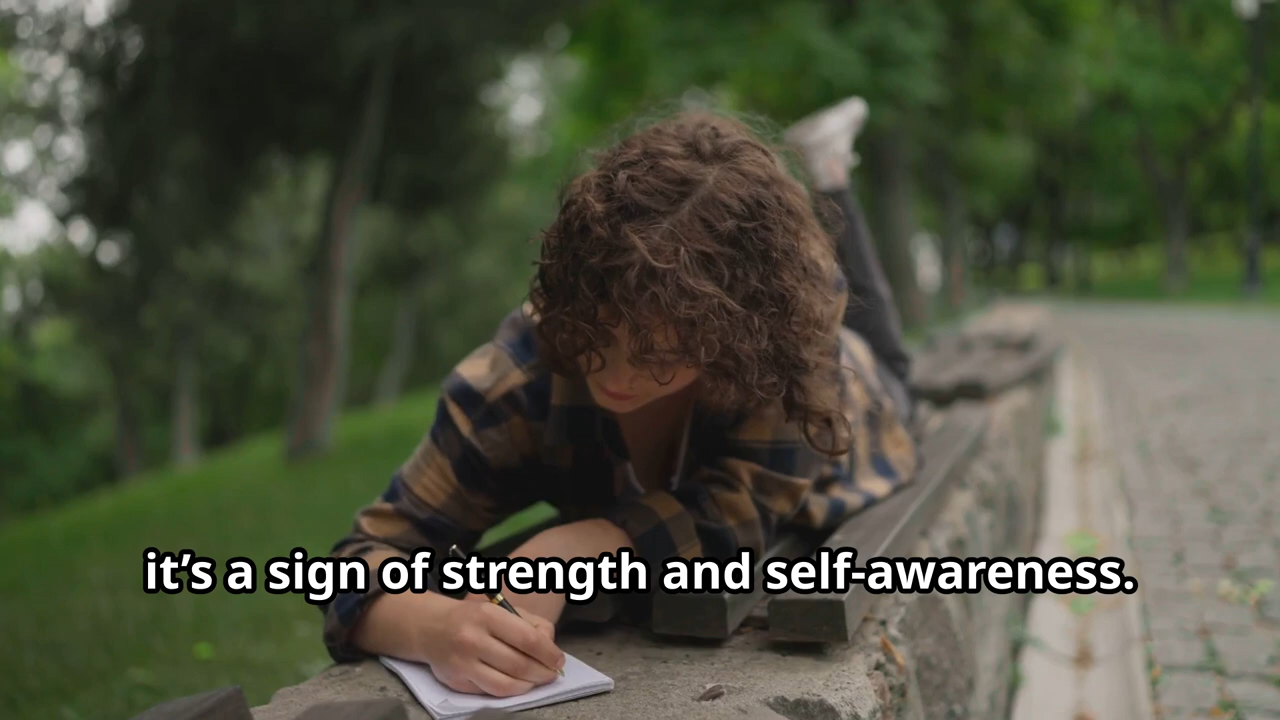 it’s a sign of strength and self-awareness.